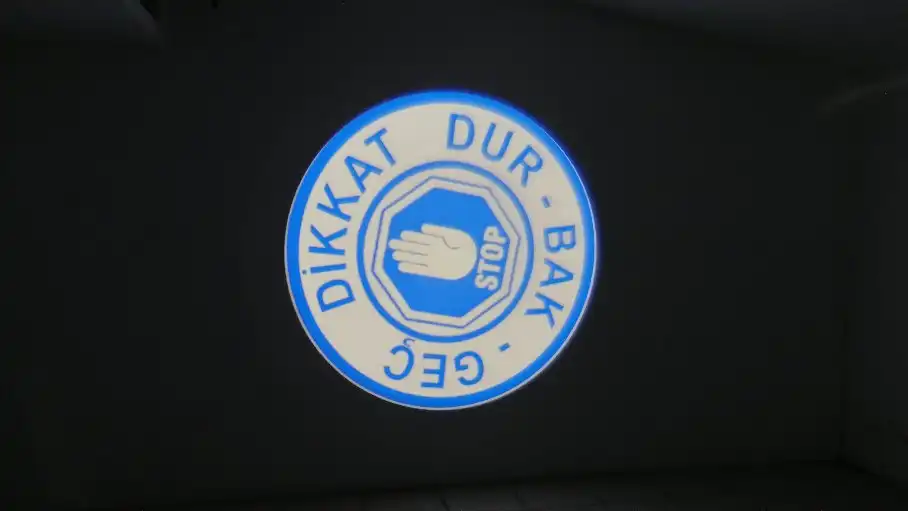 DİKKAT DUR - BAK - GEÇ
STOP